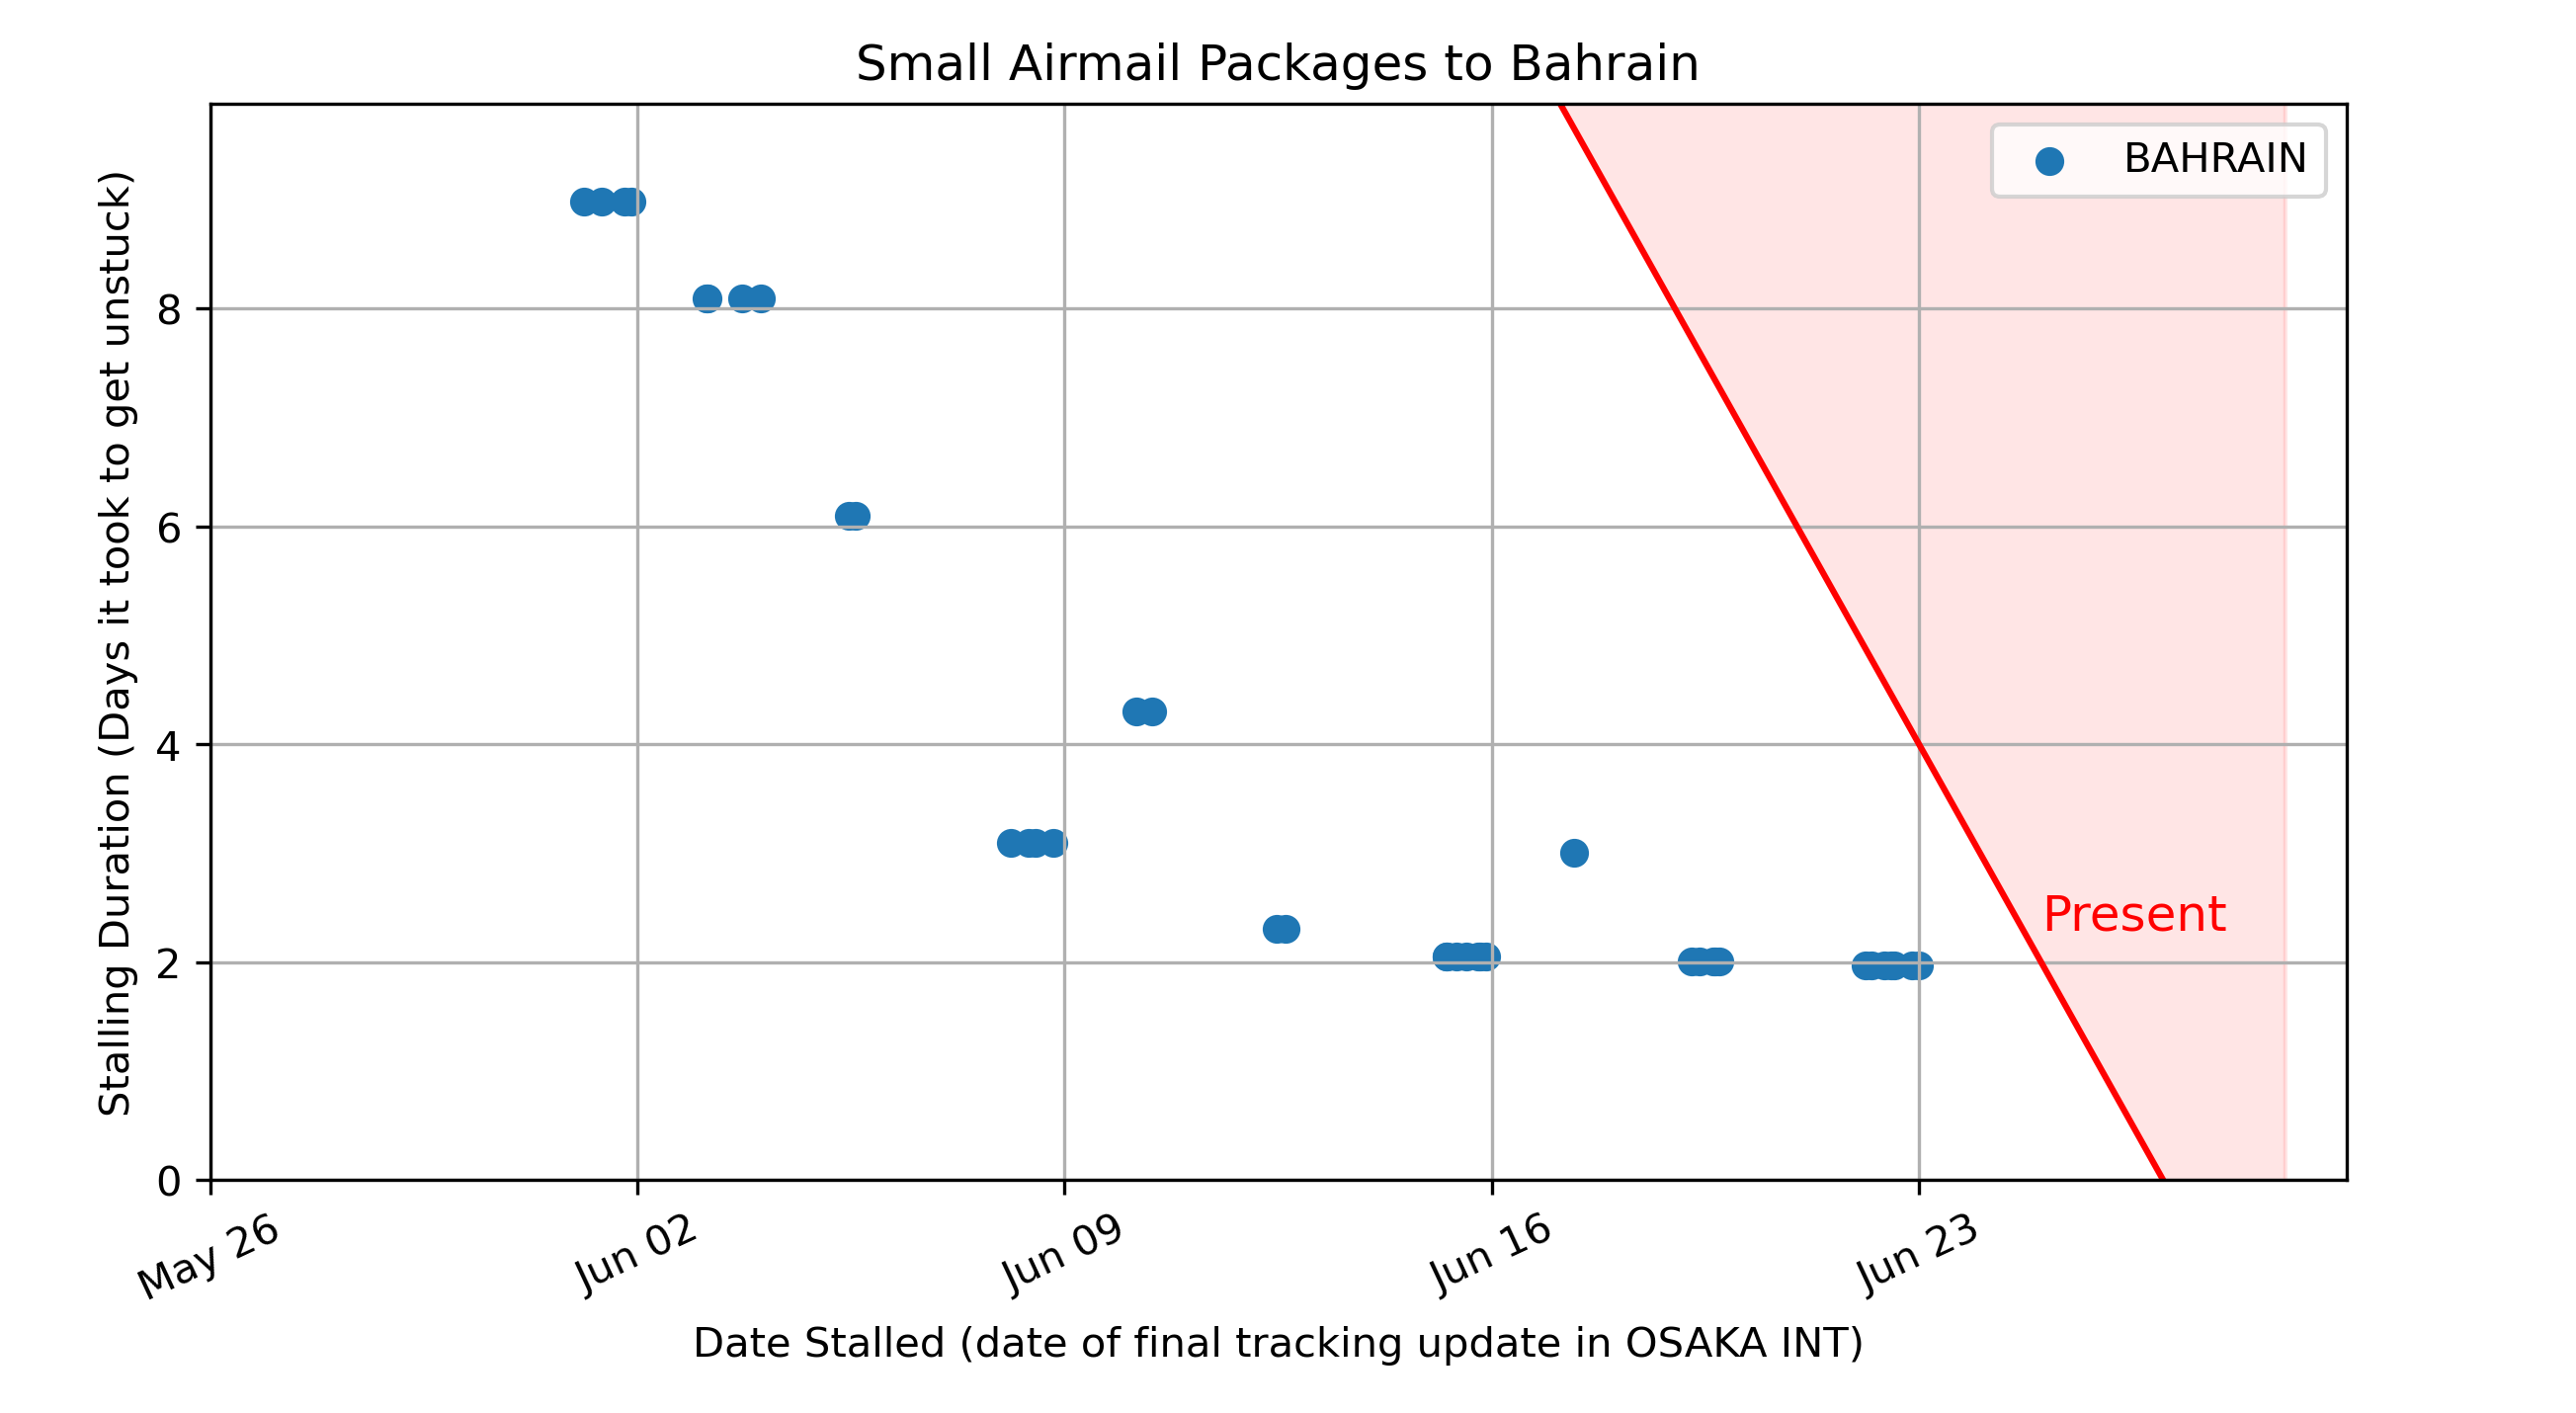 Small Airmail Packages to Bahrain
BAHRAIN
Stalling Duration (Days it took to get unstuck)
8
6
4
2
0
Present
May 26
Jun 02
Jun 09
Jun 16
Jun 23
Date Stalled (date of final tracking update in OSAKA INT)